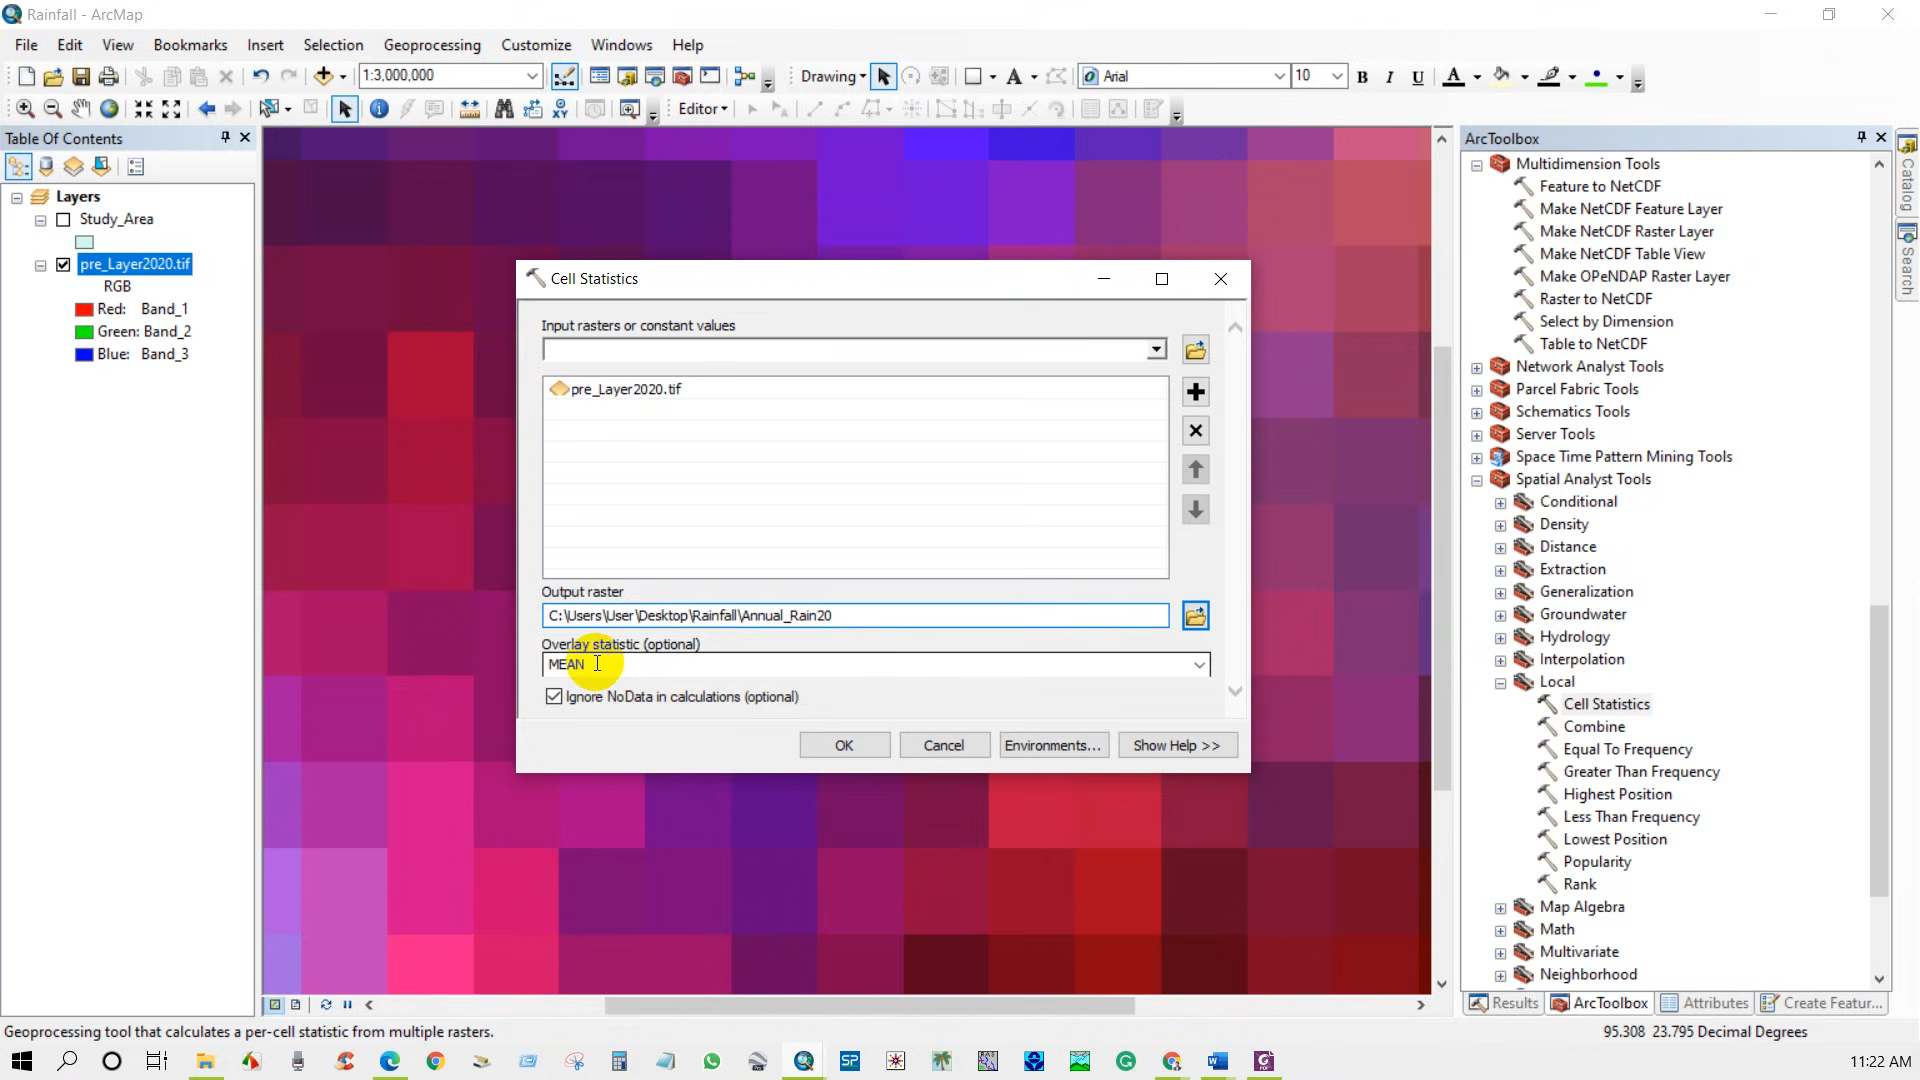 Rainfall - ArcMap
File Edit View Bookmarks Insert Selection Geoprocessing Customize Windows Help
1:3,000,000 Drawing Arial 10 B I U A
Editor
Table Of Contents
Layers
Study_Area
pre_Layer2020.tif
RGB
Red: Band_1
Green: Band_2
Blue: Band_3
Cell Statistics
Input rasters or constant values
pre_Layer2020.tif
Output raster
C:\Users\User\Desktop\Rainfall\Annual_Rain20
Overlay statistic (optional)
MEAN
Ignore NoData in calculations (optional)
OK Cancel Environments... Show Help >>
ArcToolbox
Multidimension Tools
Feature to NetCDF
Make NetCDF Feature Layer
Make NetCDF Raster Layer
Make NetCDF Table View
Make OPeNDAP Raster Layer
Raster to NetCDF
Select by Dimension
Table to NetCDF
Network Analyst Tools
Parcel Fabric Tools
Schematics Tools
Server Tools
Space Time Pattern Mining Tools
Spatial Analyst Tools
Conditional
Density
Distance
Extraction
Generalization
Groundwater
Hydrology
Interpolation
Local
Cell Statistics
Combine
Equal To Frequency
Greater Than Frequency
Highest Position
Less Than Frequency
Lowest Position
Popularity
Rank
Map Algebra
Math
Multivariate
Neighborhood
Results ArcToolbox Attributes Create Featur...
Catalog
Search
Geoprocessing tool that calculates a per-cell statistic from multiple rasters.
95.308 23.795 Decimal Degrees
SP
11:22 AM